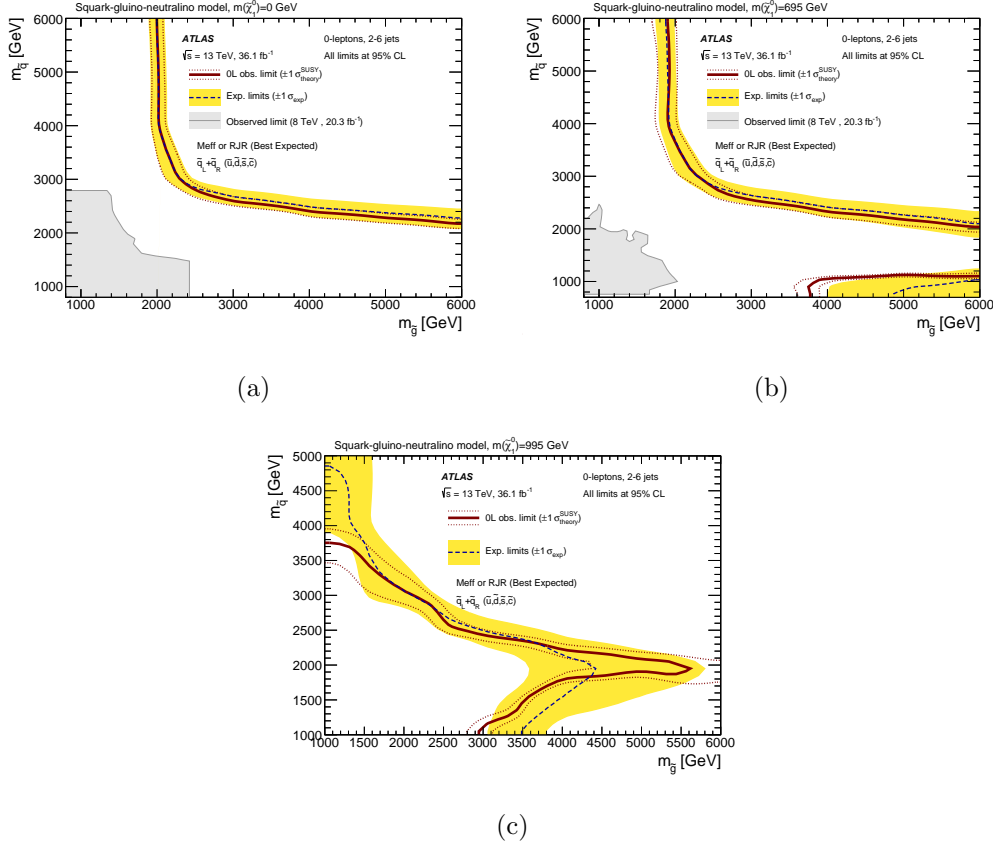 Squark-gluino-neutralino model, m(χ̃₁⁰)=0 GeV
m_q̃ [GeV]
6000
5000
4000
3000
2000
1000
1000 2000 3000 4000 5000 6000
m_g̃ [GeV]
ATLAS 0-leptons, 2-6 jets
√s = 13 TeV, 36.1 fb⁻¹ All limits at 95% CL
0L obs. limit (±1 σ_theory^SUSY)
Exp. limits (±1 σ_exp)
Observed limit (8 TeV , 20.3 fb⁻¹)
Meff or RJR (Best Expected)
q̃_L+q̃_R (ũ,d̃,s̃,c̃)
(a)
Squark-gluino-neutralino model, m(χ̃₁⁰)=695 GeV
m_q̃ [GeV]
6000
5000
4000
3000
2000
1000
1000 2000 3000 4000 5000 6000
m_g̃ [GeV]
ATLAS 0-leptons, 2-6 jets
√s = 13 TeV, 36.1 fb⁻¹ All limits at 95% CL
0L obs. limit (±1 σ_theory^SUSY)
Exp. limits (±1 σ_exp)
Observed limit (8 TeV , 20.3 fb⁻¹)
Meff or RJR (Best Expected)
q̃_L+q̃_R (ũ,d̃,s̃,c̃)
(b)
Squark-gluino-neutralino model, m(χ̃₁⁰)=995 GeV
m_q̃ [GeV]
5000
4500
4000
3500
3000
2500
2000
1500
1000
1000 1500 2000 2500 3000 3500 4000 4500 5000 5500 6000
m_g̃ [GeV]
ATLAS 0-leptons, 2-6 jets
√s = 13 TeV, 36.1 fb⁻¹ All limits at 95% CL
0L obs. limit (±1 σ_theory^SUSY)
Exp. limits (±1 σ_exp)
Meff or RJR (Best Expected)
q̃_L+q̃_R (ũ,d̃,s̃,c̃)
(c)